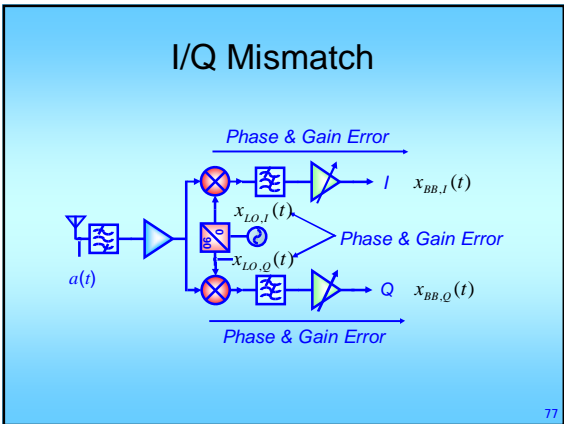 I/Q Mismatch
Phase & Gain Error
I x_{BB,I}(t)
x_{LO,I}(t)
90 0
Phase & Gain Error
x_{LO,Q}(t)
a(t)
Q x_{BB,Q}(t)
Phase & Gain Error
77